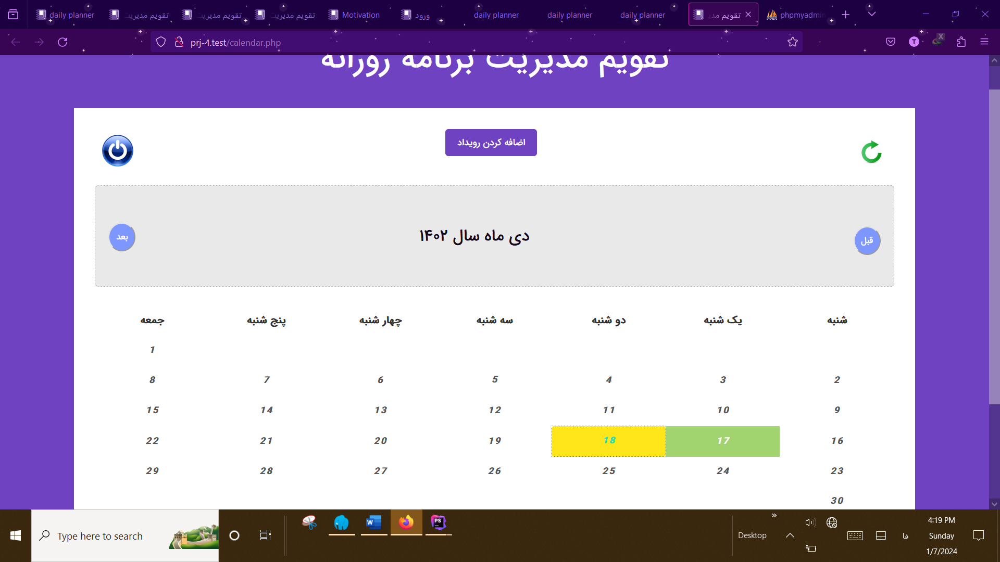 daily planner
تقویم مدیریت
تقویم مدیریت
تقویم مدیریت
Motivation
ورود
daily planner
daily planner
daily planner
تقویم مدی
phpmyadmin
prj-4.test/calendar.php
T
X
تقویم مدیریت برنامه روزانه
اضافه کردن رویداد
قبل
دی ماه سال ۱۴۰۲
بعد
شنبه یک شنبه دو شنبه سه شنبه چهار شنبه پنج شنبه جمعه
1
2 3 4 5 6 7 8
9 10 11 12 13 14 15
16 17 18 19 20 21 22
23 24 25 26 27 28 29
30
Type here to search
W
PS
Desktop
فا
4:19 PM
Sunday
1/7/2024